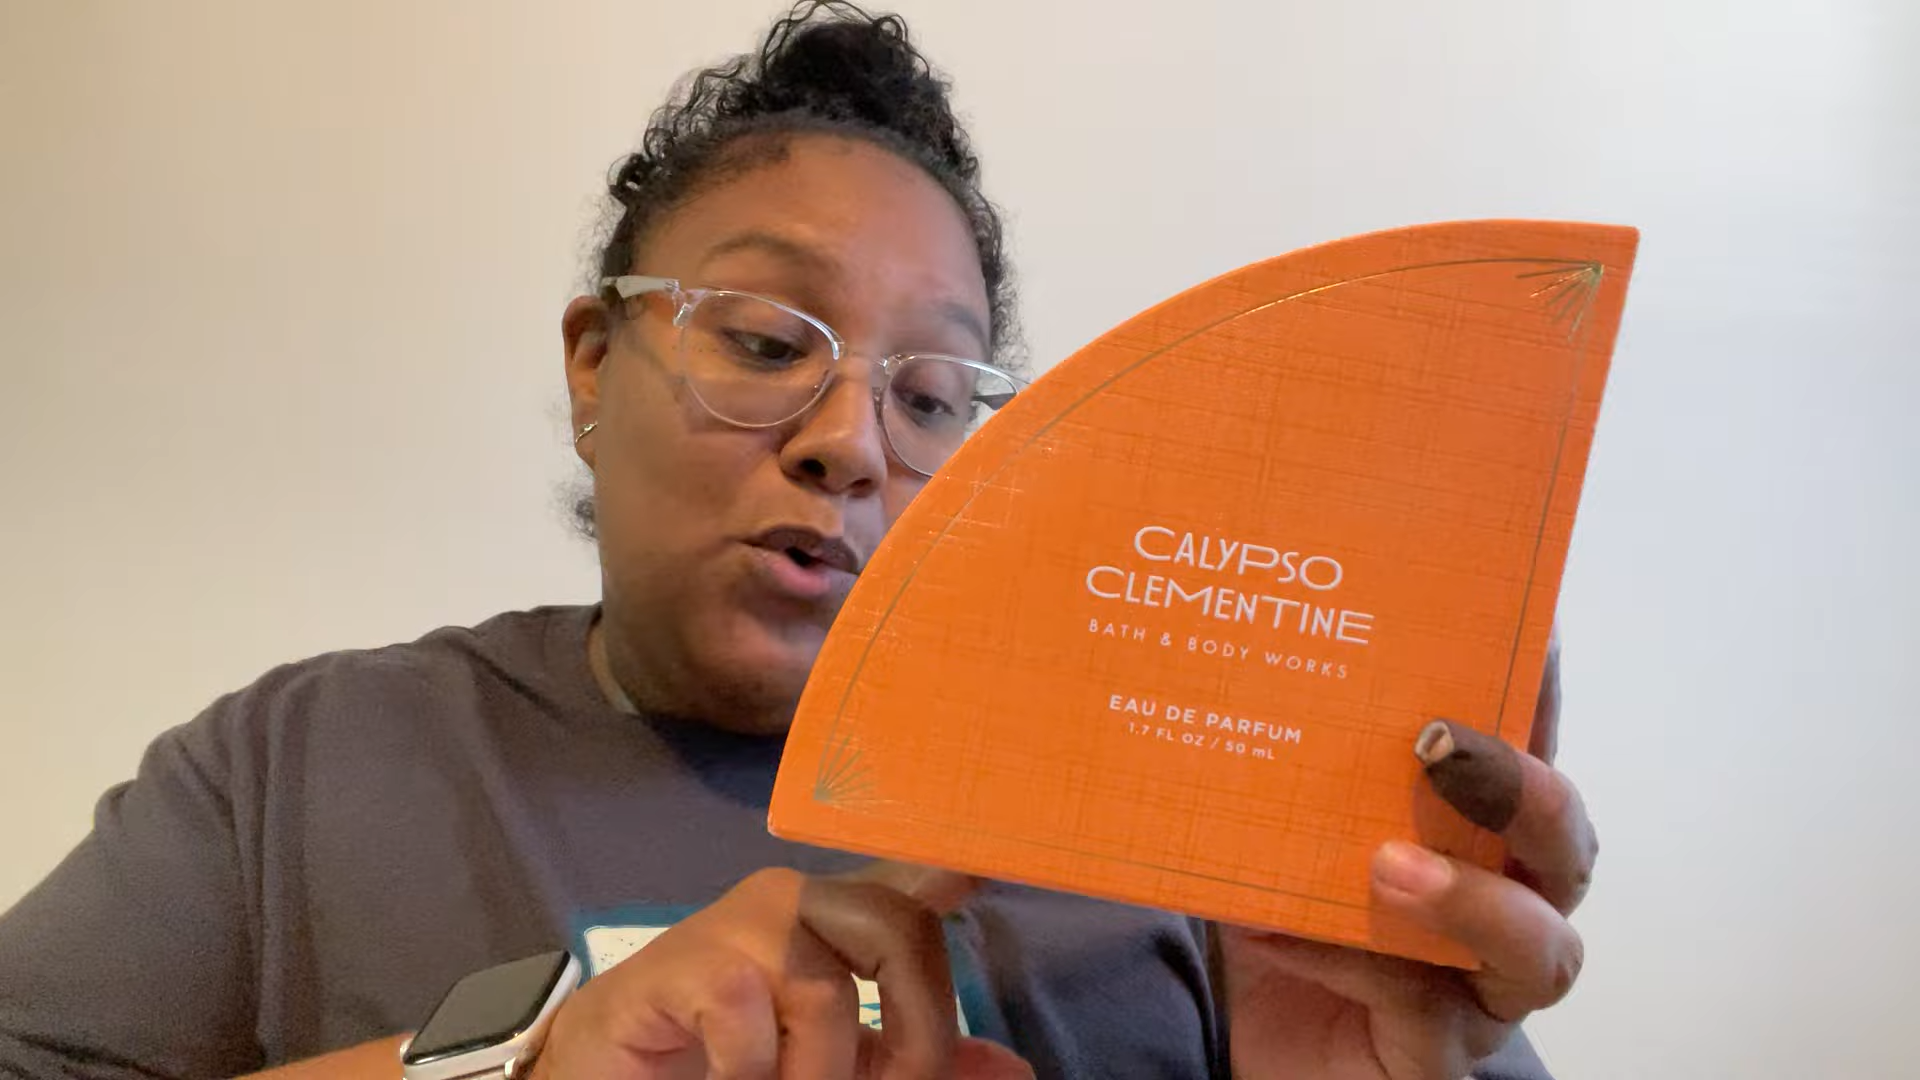 CALYPSO
CLEMENTINE
BATH & BODY WORKS
EAU DE PARFUM
1.7 FL OZ / 50 mL